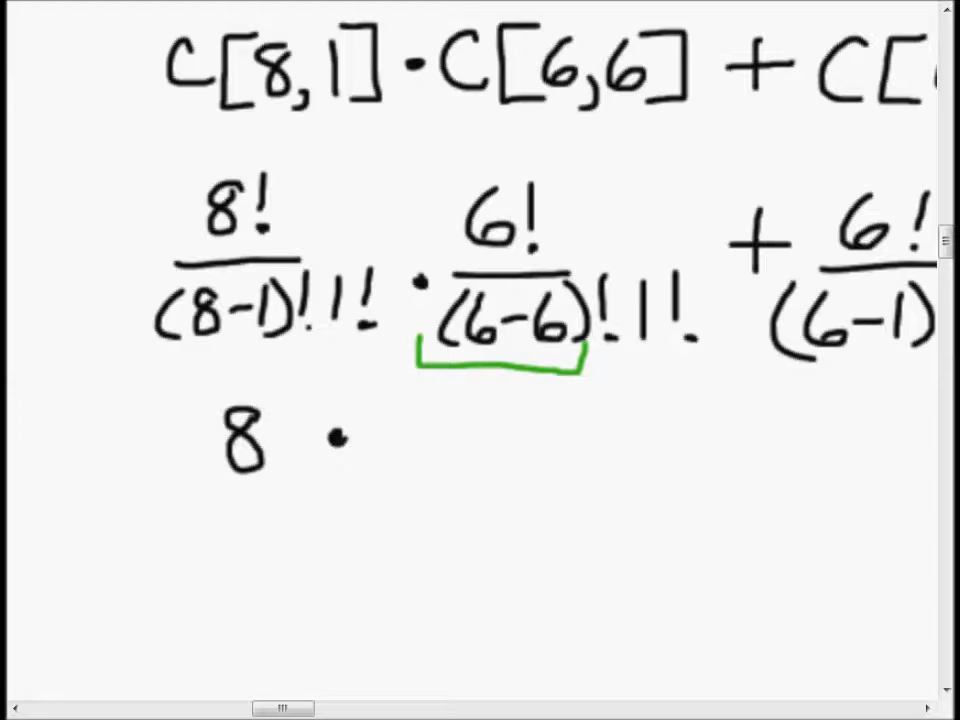 C[8,1] · C[6,6] + C[
8! 6! + 6!
(8-1)!1! · (6-6)!1! (6-1)
8 ·